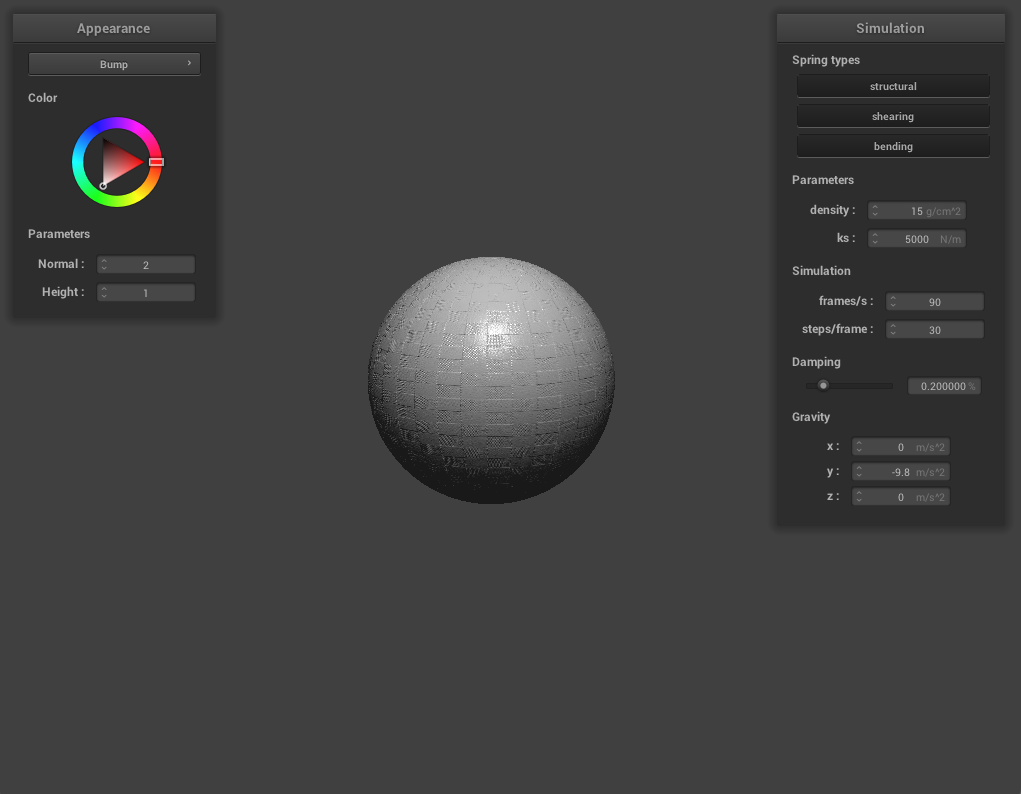 Appearance
Bump
Color
Parameters
Normal : 2
Height : 1
Simulation
Spring types
structural
shearing
bending
Parameters
density : 15 g/cm^2
ks : 5000 N/m
Simulation
frames/s : 90
steps/frame : 30
Damping
0.200000 %
Gravity
x : 0 m/s^2
y : -9.8 m/s^2
z : 0 m/s^2